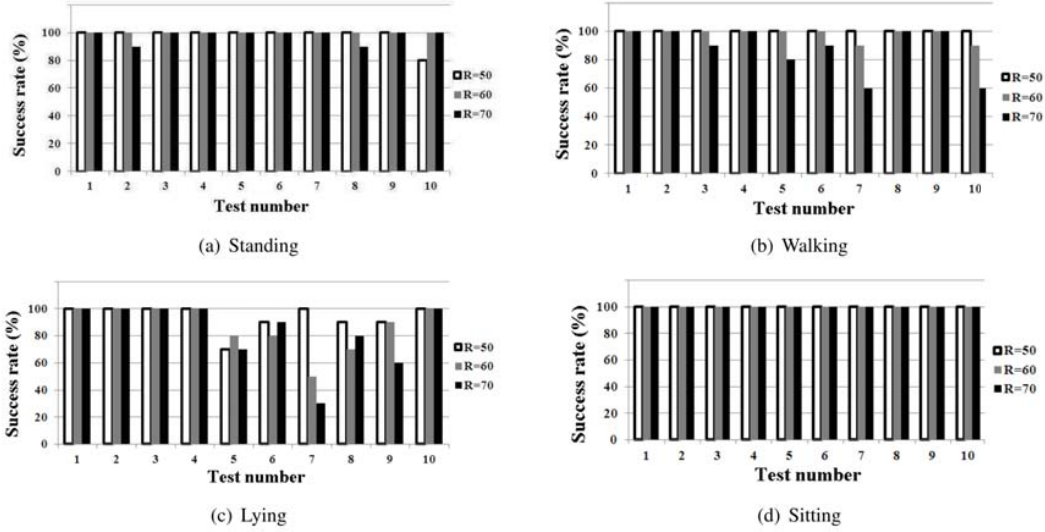 Success rate (%)
100
80
60
40
20
0
1 2 3 4 5 6 7 8 9 10
Test number
R=50
R=60
R=70
(a) Standing
Success rate (%)
100
80
60
40
20
0
1 2 3 4 5 6 7 8 9 10
Test number
R=50
R=60
R=70
(b) Walking
Success rate (%)
100
80
60
40
20
0
1 2 3 4 5 6 7 8 9 10
Test number
R=50
R=60
R=70
(c) Lying
Success rate (%)
100
80
60
40
20
0
1 2 3 4 5 6 7 8 9 10
Test number
R=50
R=60
R=70
(d) Sitting